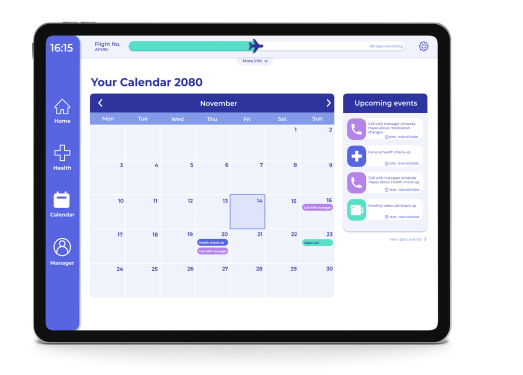 16:15
Flight No.
AF1180
88 days remaining
More info
Home
Health
Calendar
Manager
Your Calendar 2080
November
Mon Tue Wed Thu Fri Sat Sun
1 2
3 4 5 6 7 8 9
10 11 12 13 14 15 16
Call with manager
17 18 19 20 21 22 23
Health check-up
Video call
Call with manager
24 25 26 27 28 29 30
Upcoming events
Call with manager Amanda
Hayes about medication
changes
General health check-up
Call with manager Amanda
Hayes about health check-up
Monthly video call check-up
View past events